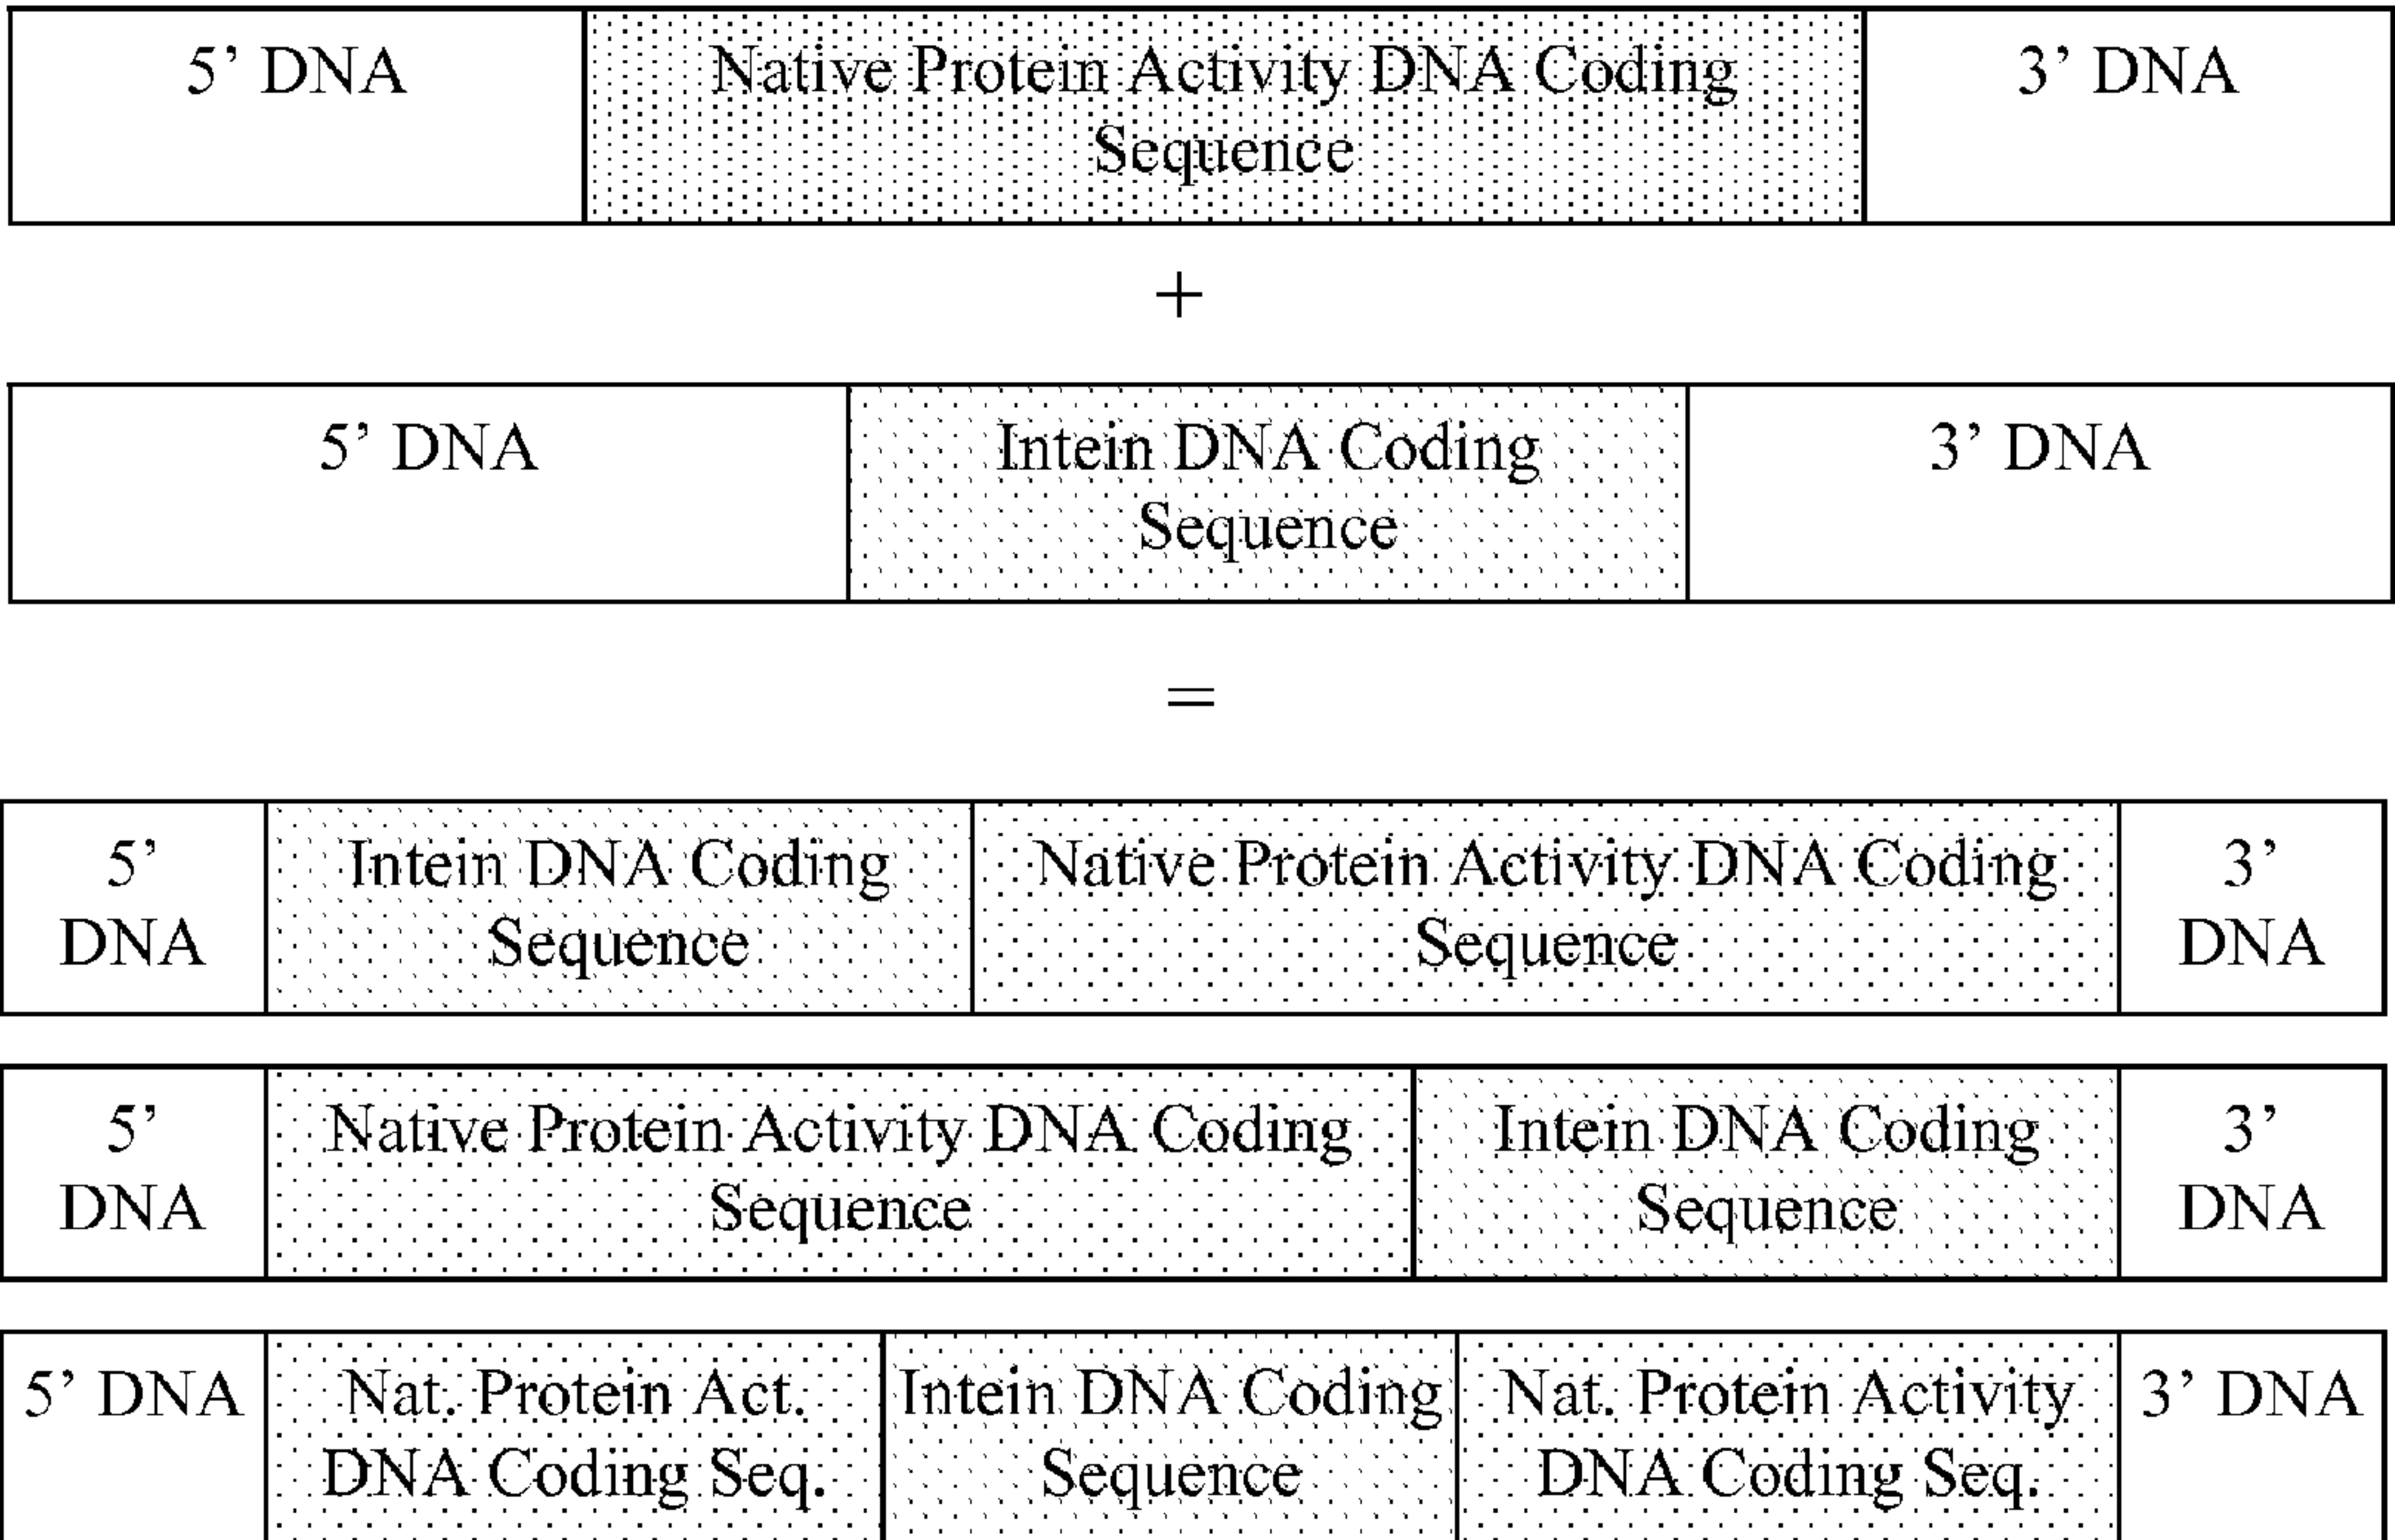 5’ DNA
Native Protein Activity DNA Coding
Sequence
3’ DNA
+
5’ DNA
Intein DNA Coding
Sequence
3’ DNA
=
5’
DNA
Intein DNA Coding
Sequence
Native Protein Activity DNA Coding
Sequence
3’
DNA
5’
DNA
Native Protein Activity DNA Coding
Sequence
Intein DNA Coding
Sequence
3’
DNA
5’ DNA
Nat. Protein Act.
DNA Coding Seq.
Intein DNA Coding
Sequence
Nat. Protein Activity
DNA Coding Seq.
3’ DNA